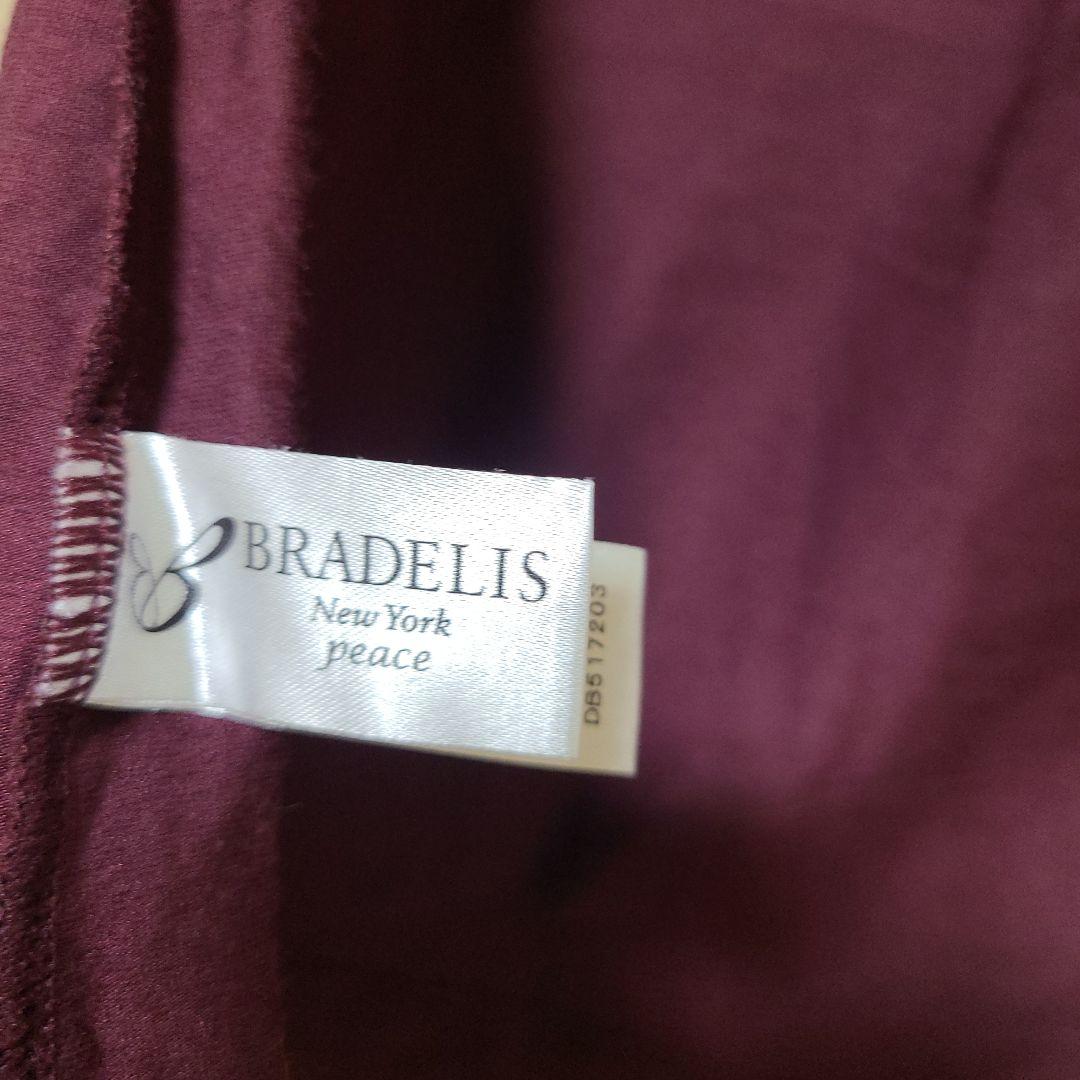 BRADELIS
New York
peace
DB517203